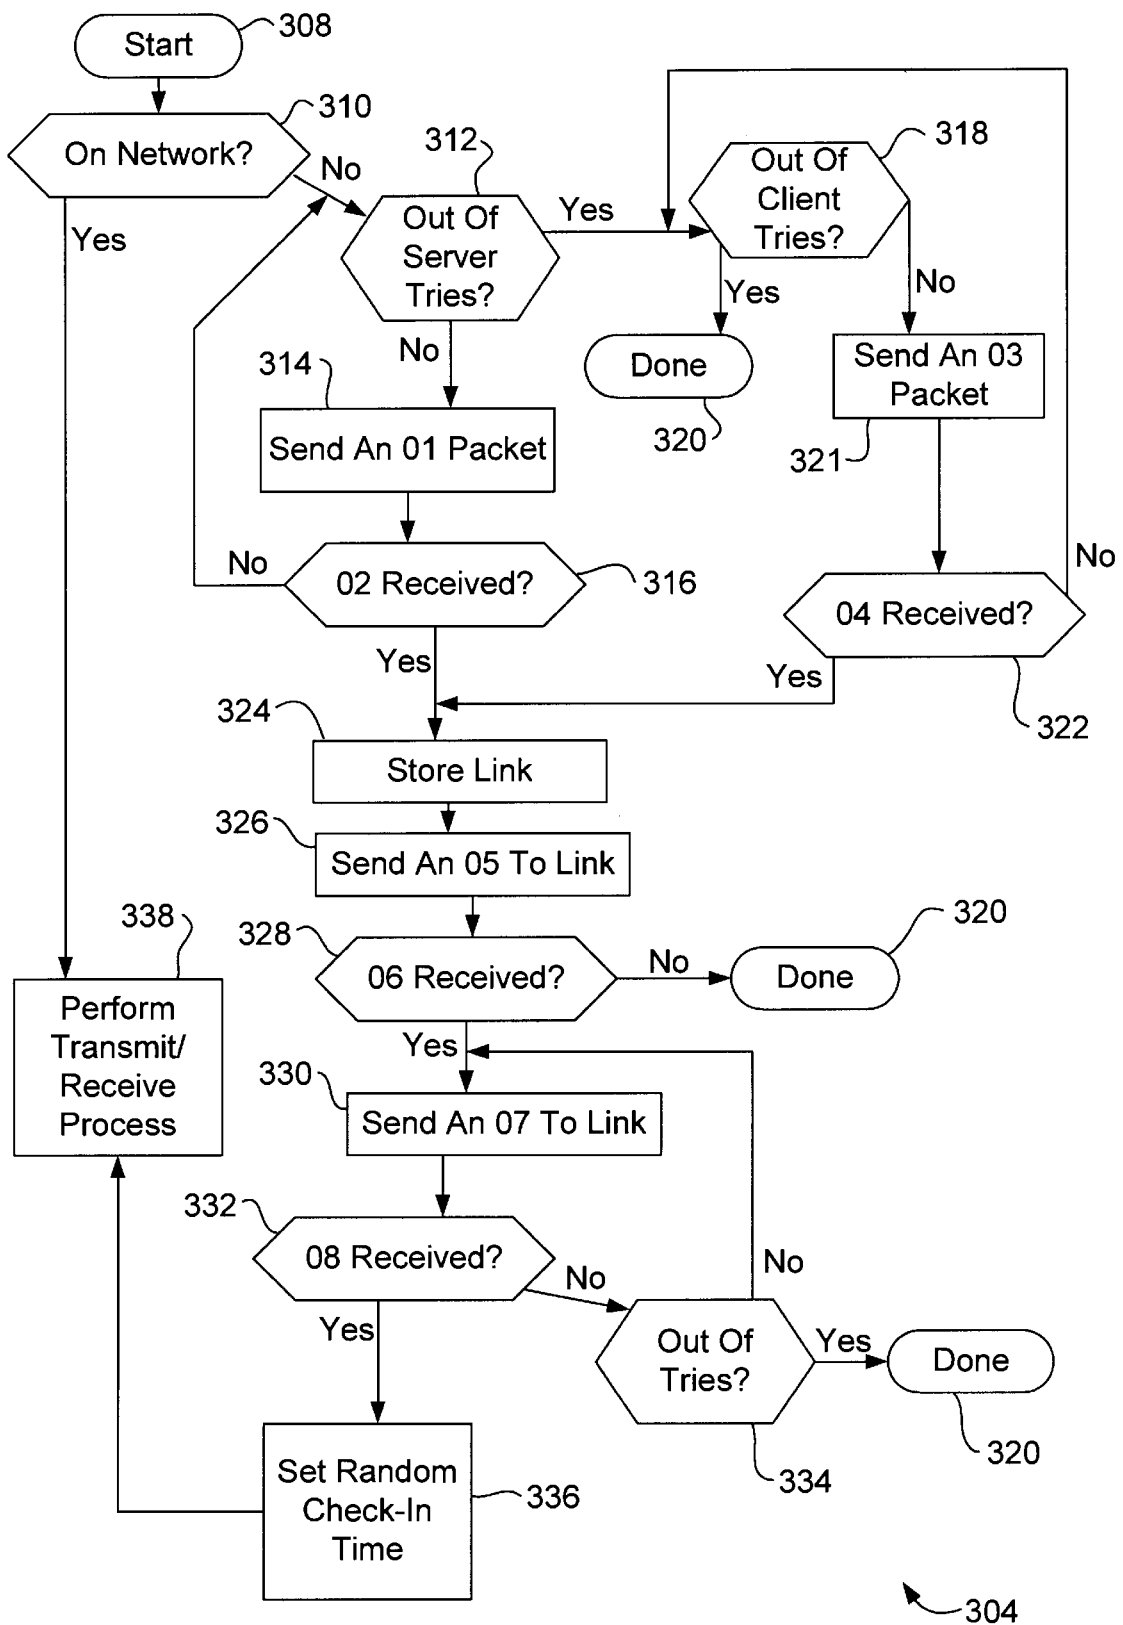 Start
308
310
On Network?
No
Yes
312
Out Of
Server
Tries?
Yes
No
318
Out Of
Client
Tries?
Yes
No
Done
320
Send An 03
Packet
321
314
Send An 01 Packet
No
02 Received?
316
Yes
04 Received?
No
Yes
322
324
Store Link
326
Send An 05 To Link
328
06 Received?
No
Done
320
Yes
338
Perform
Transmit/
Receive
Process
330
Send An 07 To Link
332
08 Received?
No
Yes
No
Out Of
Tries?
Yes
Done
320
334
Set Random
Check-In
Time
336
304